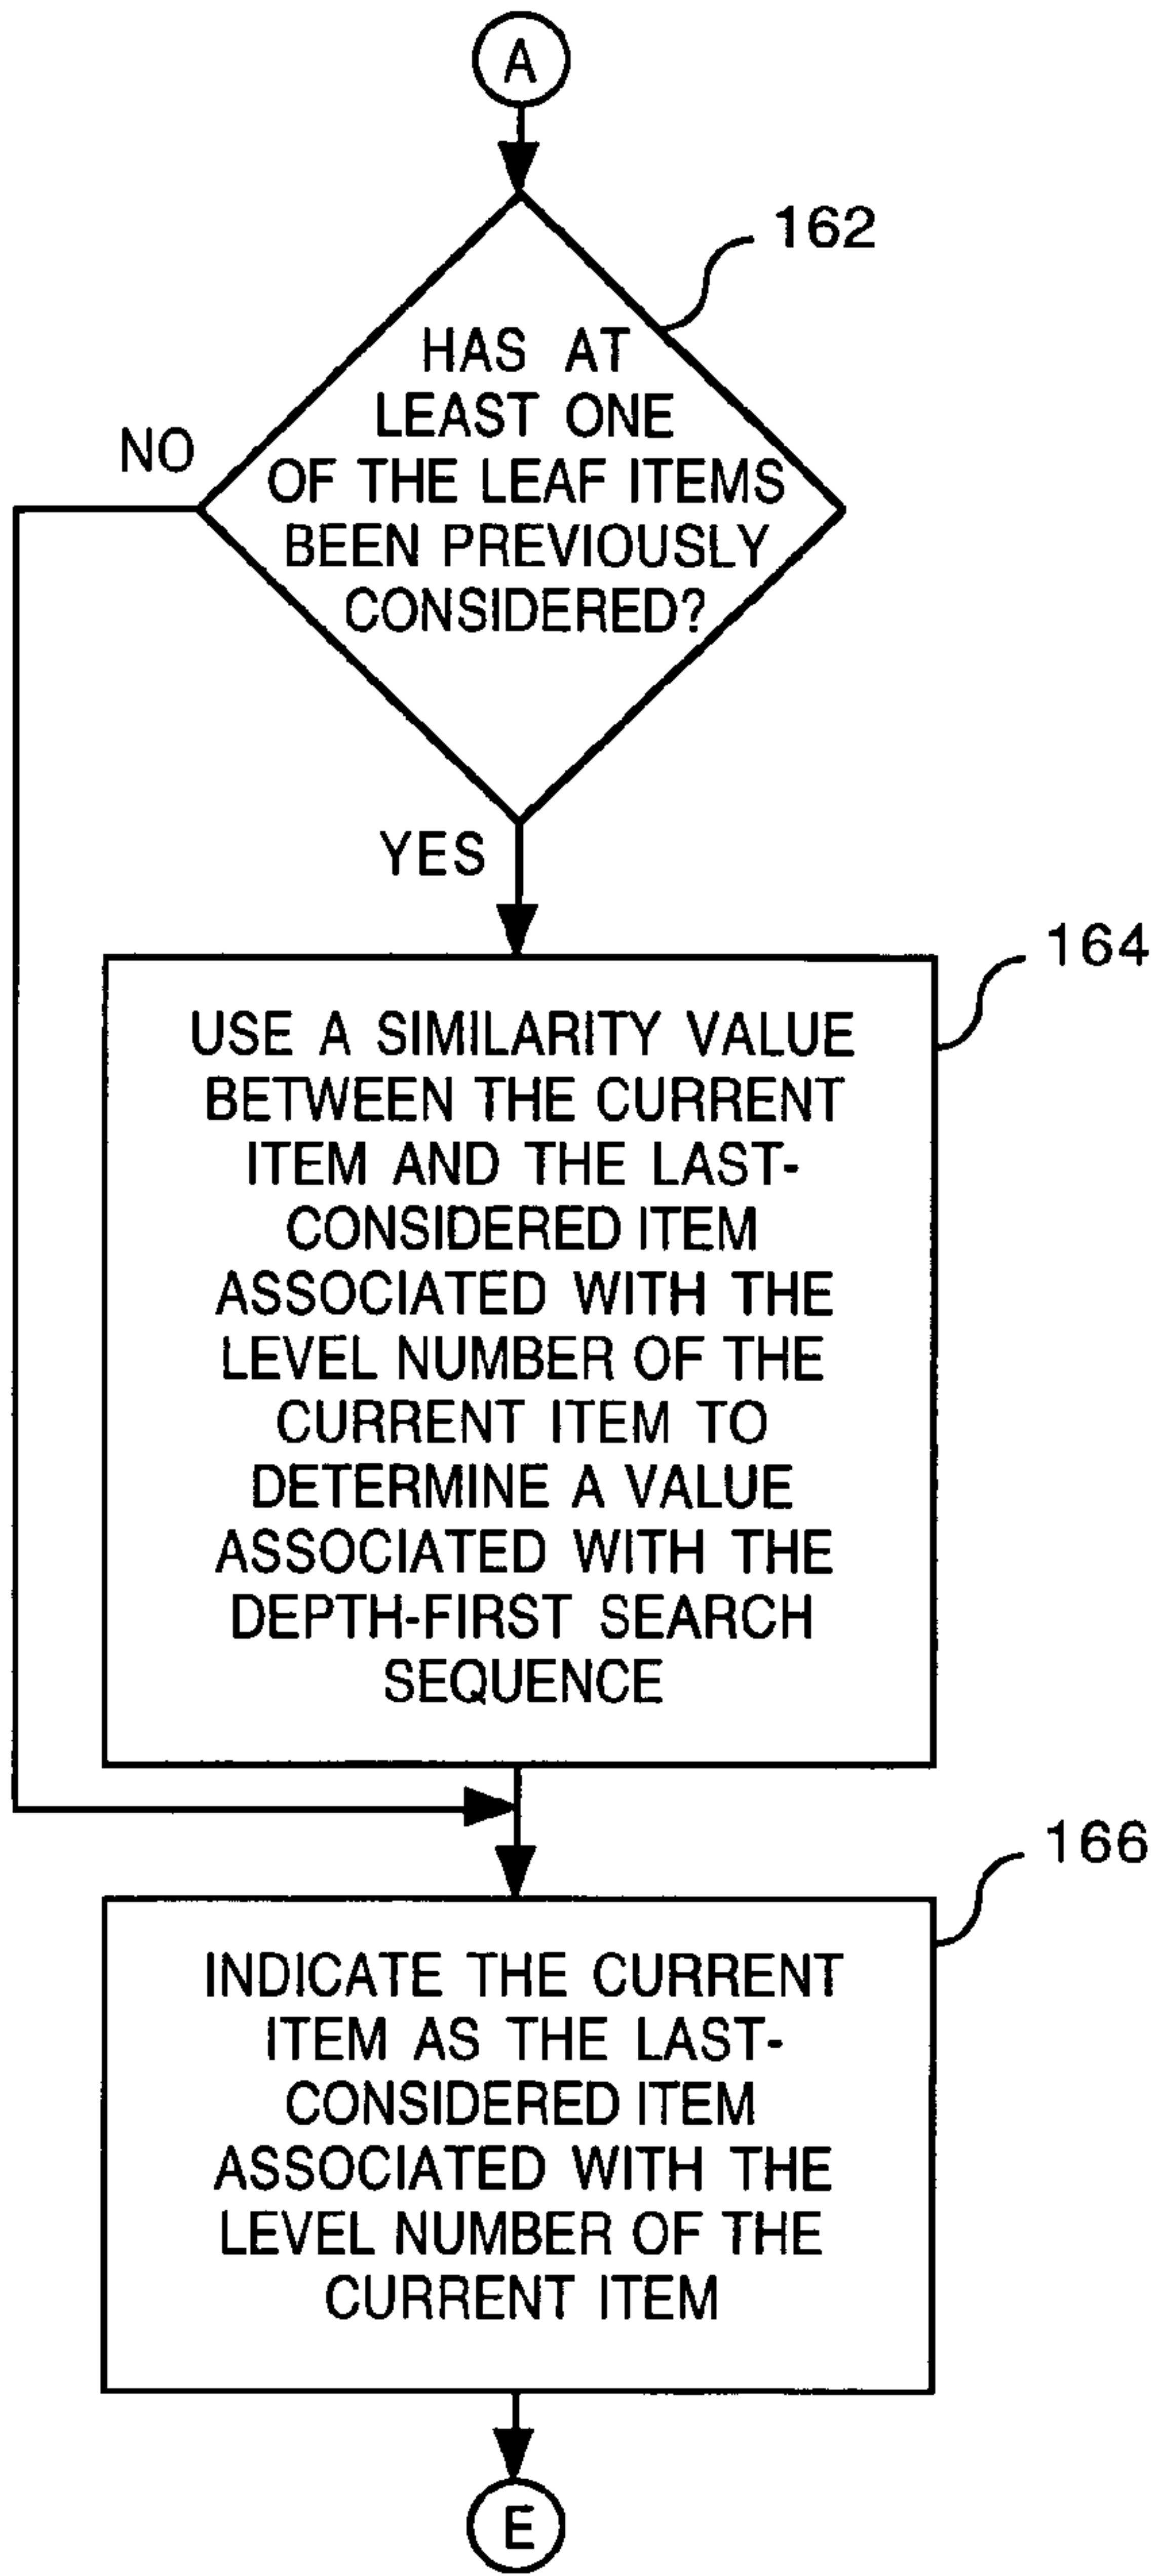 A
162
HAS AT
LEAST ONE
OF THE LEAF ITEMS
BEEN PREVIOUSLY
CONSIDERED?
NO
YES
164
USE A SIMILARITY VALUE
BETWEEN THE CURRENT
ITEM AND THE LAST-
CONSIDERED ITEM
ASSOCIATED WITH THE
LEVEL NUMBER OF THE
CURRENT ITEM TO
DETERMINE A VALUE
ASSOCIATED WITH THE
DEPTH-FIRST SEARCH
SEQUENCE
166
INDICATE THE CURRENT
ITEM AS THE LAST-
CONSIDERED ITEM
ASSOCIATED WITH THE
LEVEL NUMBER OF THE
CURRENT ITEM
E